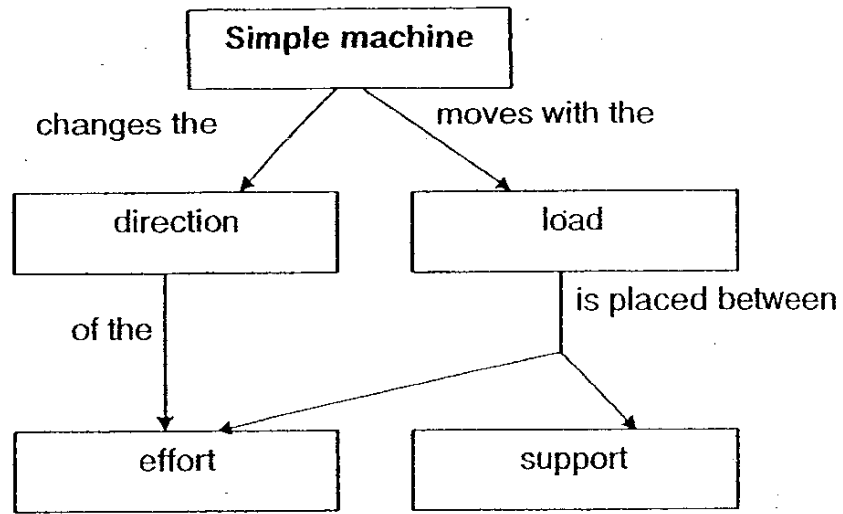 Simple machine
changes the
moves with the
direction
load
is placed between
of the
effort
support